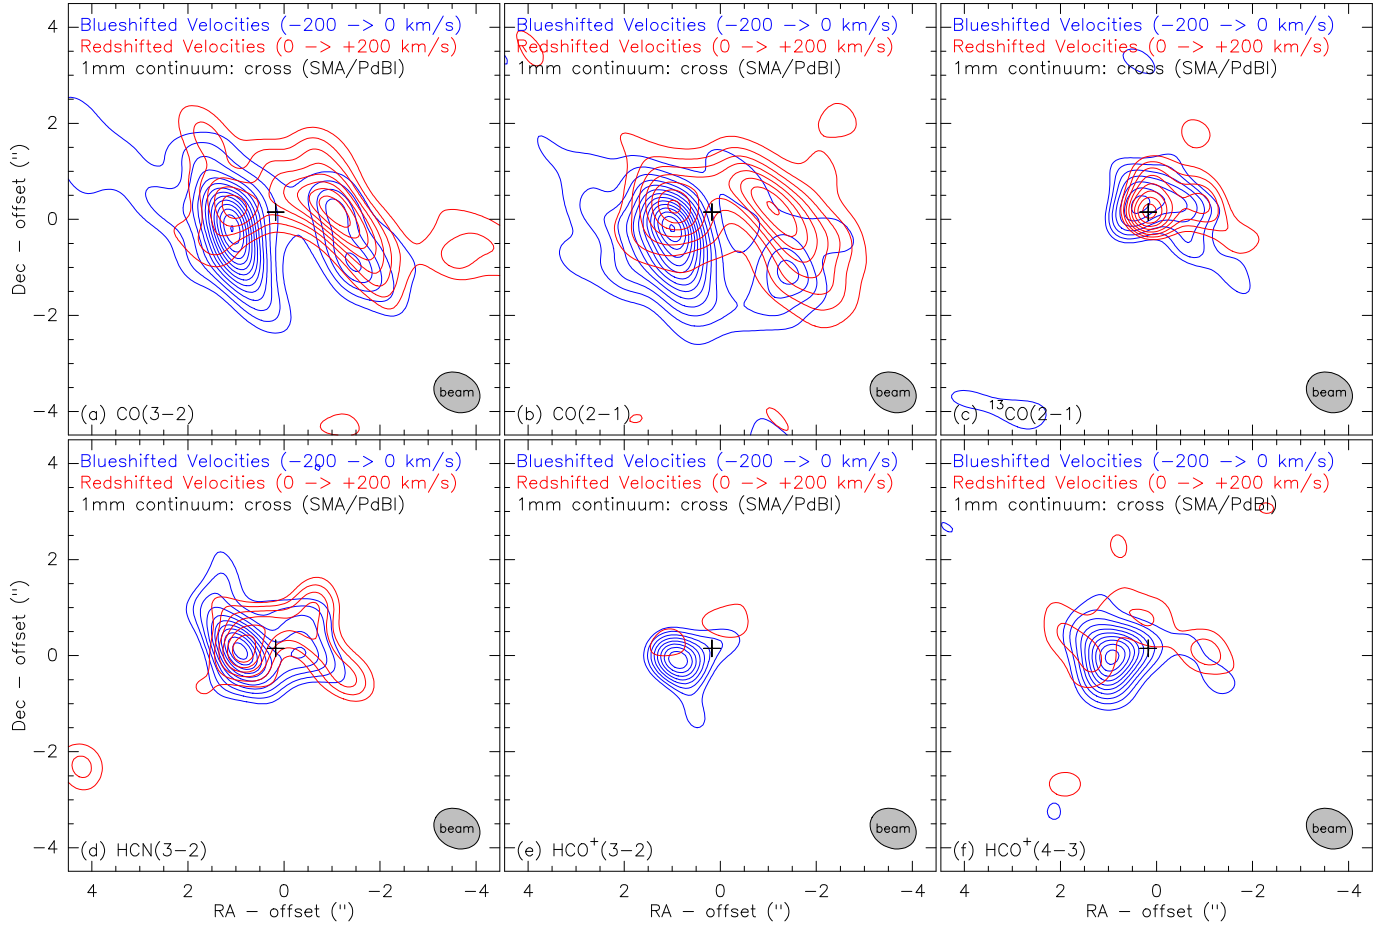 Blueshifted Velocities (−200 −> 0 km/s)
Redshifted Velocities (0 −> +200 km/s)
1mm continuum: cross (SMA/PdBI)
Blueshifted Velocities (−200 −> 0 km/s)
Redshifted Velocities (0 −> +200 km/s)
1mm continuum: cross (SMA/PdBI)
Blueshifted Velocities (−200 −> 0 km/s)
Redshifted Velocities (0 −> +200 km/s)
1mm continuum: cross (SMA/PdBI)
4
2
0
−2
−4
Dec − offset ('')
beam
beam
beam
(a) CO(3−2)
(b) CO(2−1)
(c) ¹³CO(2−1)
Blueshifted Velocities (−200 −> 0 km/s)
Redshifted Velocities (0 −> +200 km/s)
1mm continuum: cross (SMA/PdBI)
Blueshifted Velocities (−200 −> 0 km/s)
Redshifted Velocities (0 −> +200 km/s)
1mm continuum: cross (SMA/PdBI)
Blueshifted Velocities (−200 −> 0 km/s)
Redshifted Velocities (0 −> +200 km/s)
1mm continuum: cross (SMA/PdBI)
4
2
0
−2
−4
Dec − offset ('')
beam
beam
beam
(d) HCN(3−2)
(e) HCO⁺(3−2)
(f) HCO⁺(4−3)
4 2 0 −2 −4
2 0 −2 −4
4 2 0 −2 −4
RA − offset ('')
RA − offset ('')
RA − offset ('')